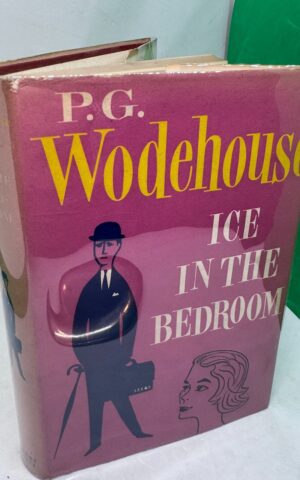 P.G.
Wodehouse
ICE
IN THE
BEDROOM